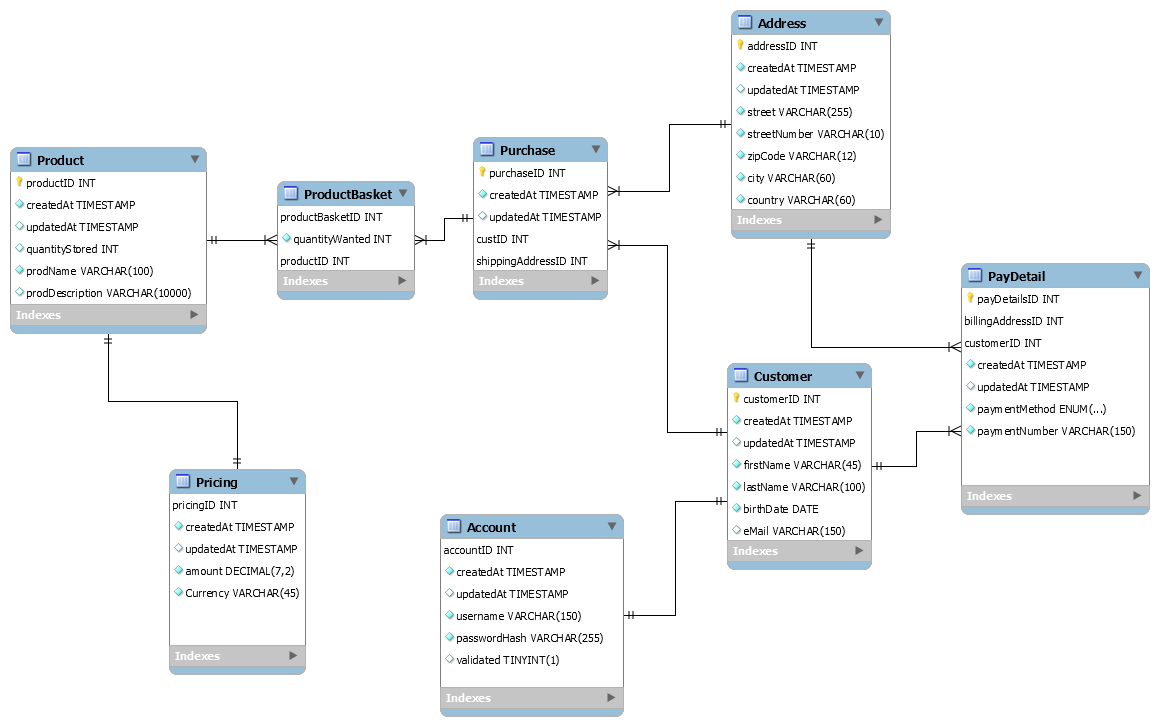 Address
addressID INT
createdAt TIMESTAMP
updatedAt TIMESTAMP
street VARCHAR(255)
streetNumber VARCHAR(10)
zipCode VARCHAR(12)
city VARCHAR(60)
country VARCHAR(60)
Indexes
Product
productID INT
createdAt TIMESTAMP
updatedAt TIMESTAMP
quantityStored INT
prodName VARCHAR(100)
prodDescription VARCHAR(10000)
Indexes
ProductBasket
productBasketID INT
quantityWanted INT
productID INT
Indexes
Purchase
purchaseID INT
createdAt TIMESTAMP
updatedAt TIMESTAMP
custID INT
shippingAddressID INT
Indexes
PayDetail
payDetailsID INT
billingAddressID INT
customerID INT
createdAt TIMESTAMP
updatedAt TIMESTAMP
paymentMethod ENUM(...)
paymentNumber VARCHAR(150)
Indexes
Customer
customerID INT
createdAt TIMESTAMP
updatedAt TIMESTAMP
firstName VARCHAR(45)
lastName VARCHAR(100)
birthDate DATE
eMail VARCHAR(150)
Indexes
Pricing
pricingID INT
createdAt TIMESTAMP
updatedAt TIMESTAMP
amount DECIMAL(7,2)
Currency VARCHAR(45)
Indexes
Account
accountID INT
createdAt TIMESTAMP
updatedAt TIMESTAMP
username VARCHAR(150)
passwordHash VARCHAR(255)
validated TINYINT(1)
Indexes